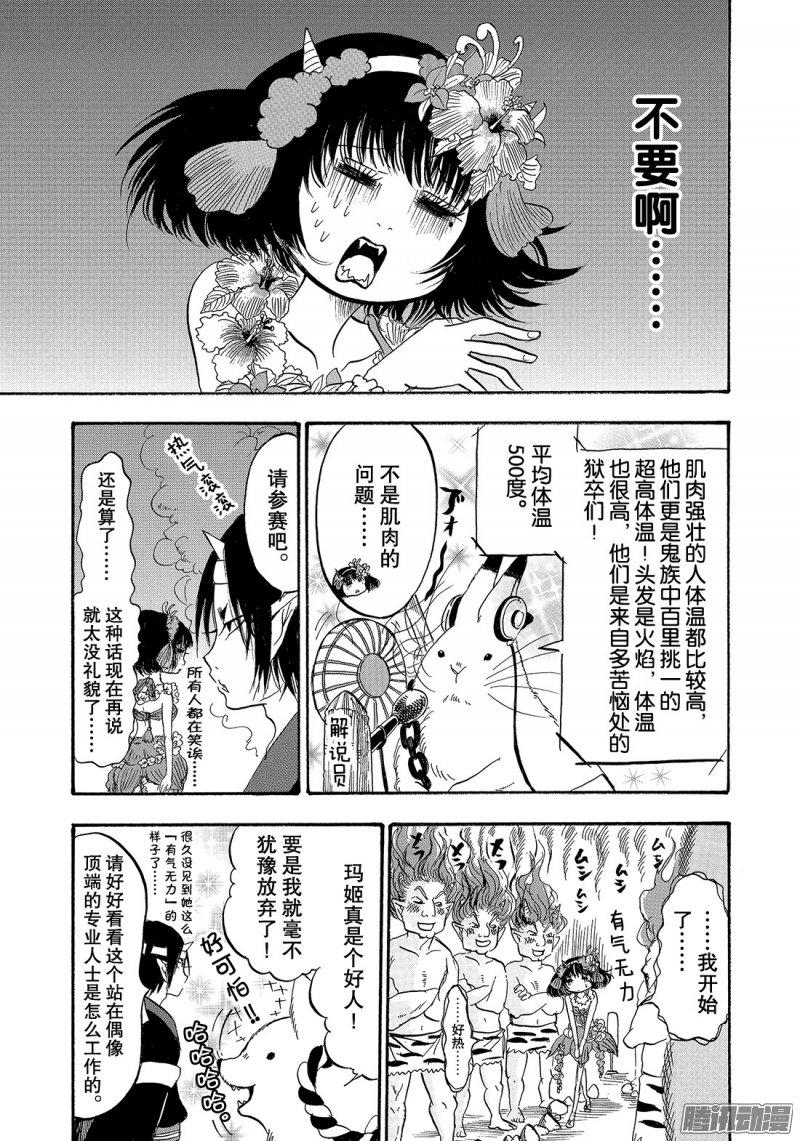 不要啊……
肌肉强壮的人体温都比较高，
他们更是鬼族中百里挑一的
超高体温！头发是火焰，体温
也很高，他们是来自多苦恼处的
狱卒们！
平均体温
500度。
不是肌肉的
问题……
解说员
请参赛吧。
热气滚滚
还是算了……
这种话现在再说
就太没礼貌了……
所有人都在笑诶……
……我开始
了……
ムシ
ムシ
ムシ
ムシ
有气无力
……好热
玛姬真是个好人！
要是我就毫不
犹豫放弃了！
好可怕!!
哈哈哈哈。
很久没见到她这么
「有气无力」的
样子了……
请好好看看这个站在偶像
顶端的专业人士是怎么工作的。
腾讯动漫